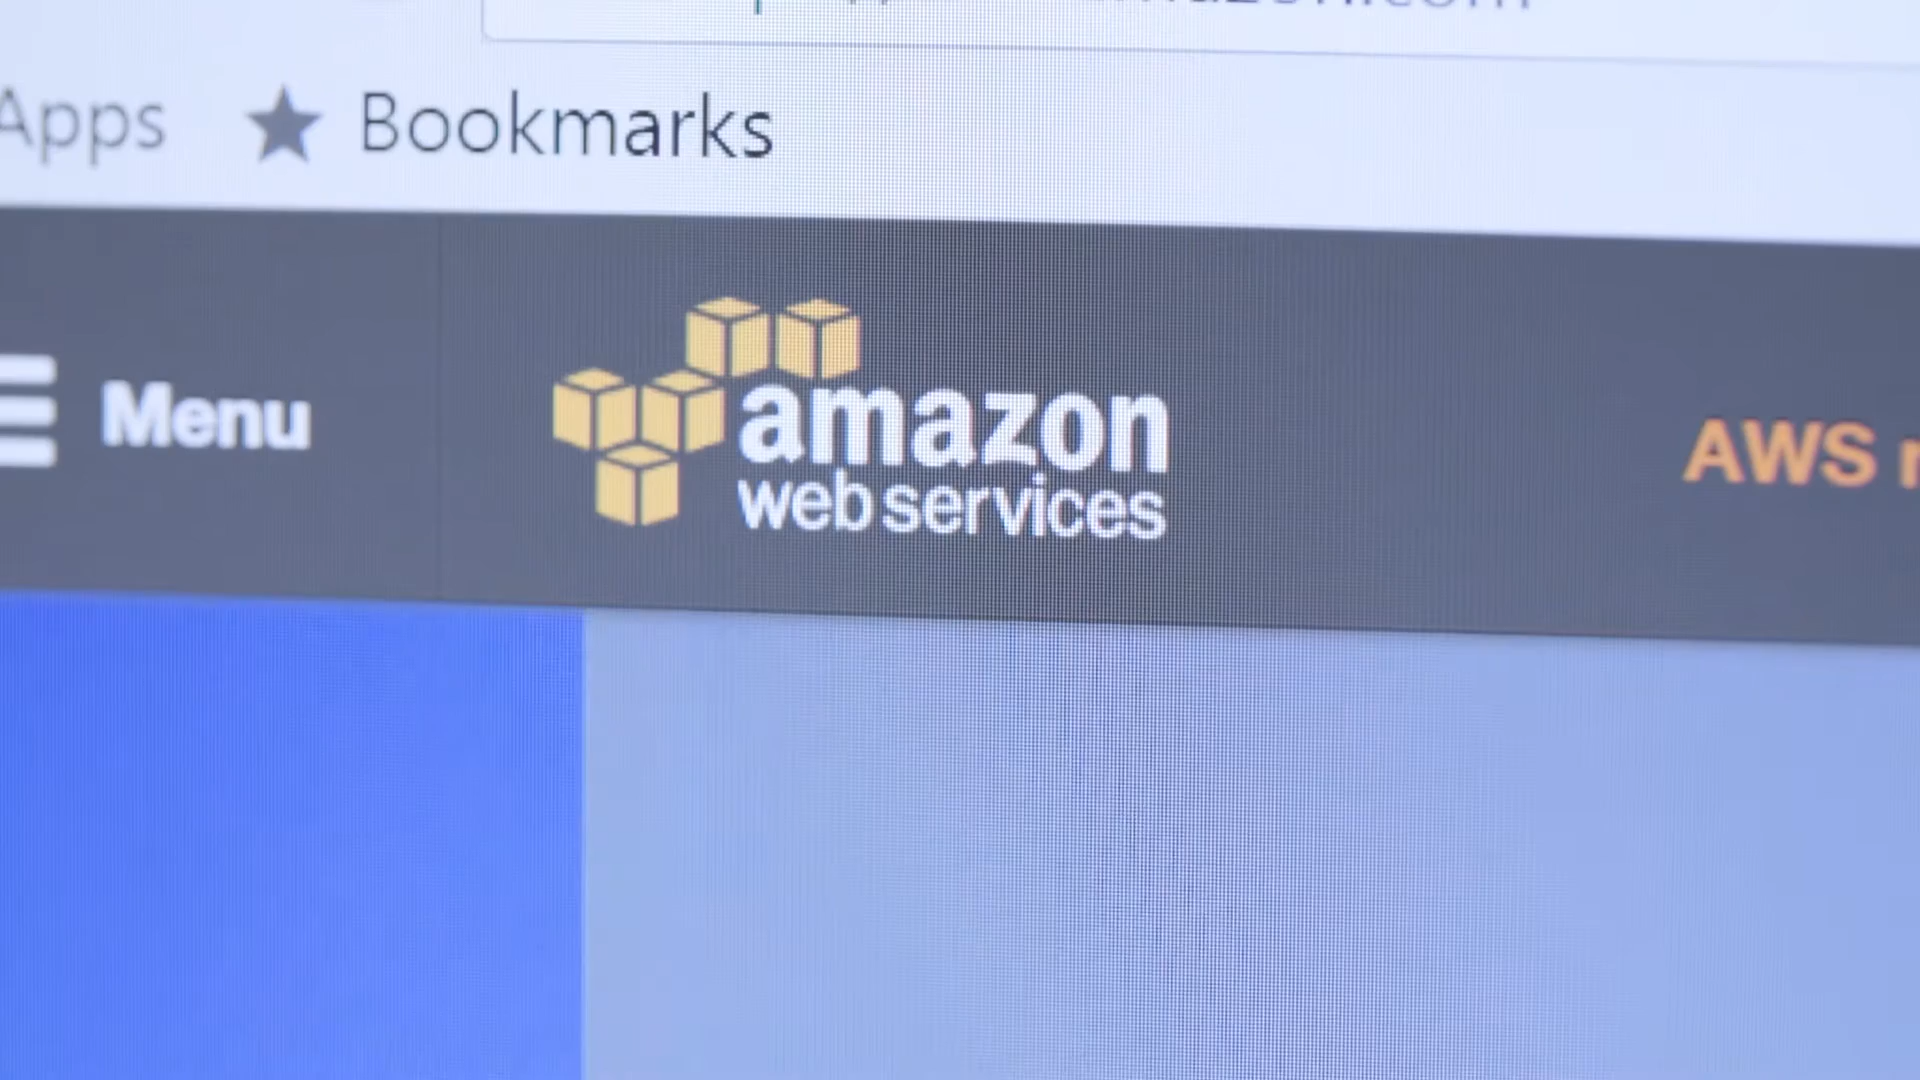 Apps ★ Bookmarks
Menu
amazon
web services
AWS